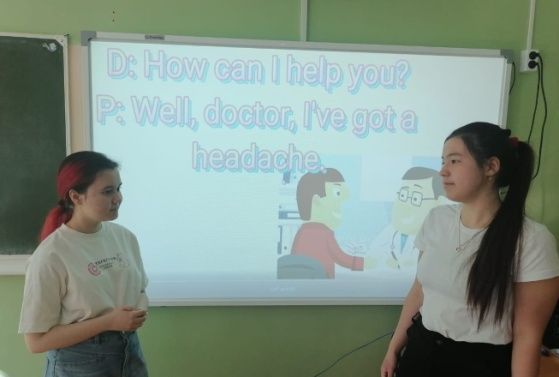 D: How can I help you?
P: Well, doctor, I've got a
headache.